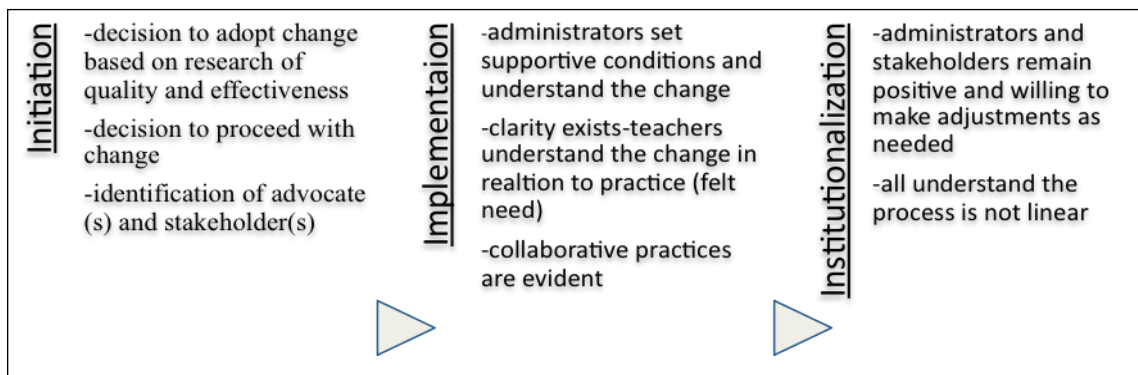 Initiation
-decision to adopt change
based on research of
quality and effectiveness
-decision to proceed with
change
-identification of advocate
(s) and stakeholder(s)
Implementaion
-administrators set
supportive conditions and
understand the change
-clarity exists-teachers
understand the change in
realtion to practice (felt
need)
-collaborative practices
are evident
Institutionalization
-administrators and
stakeholders remain
positive and willing to
make adjustments as
needed
-all understand the
process is not linear